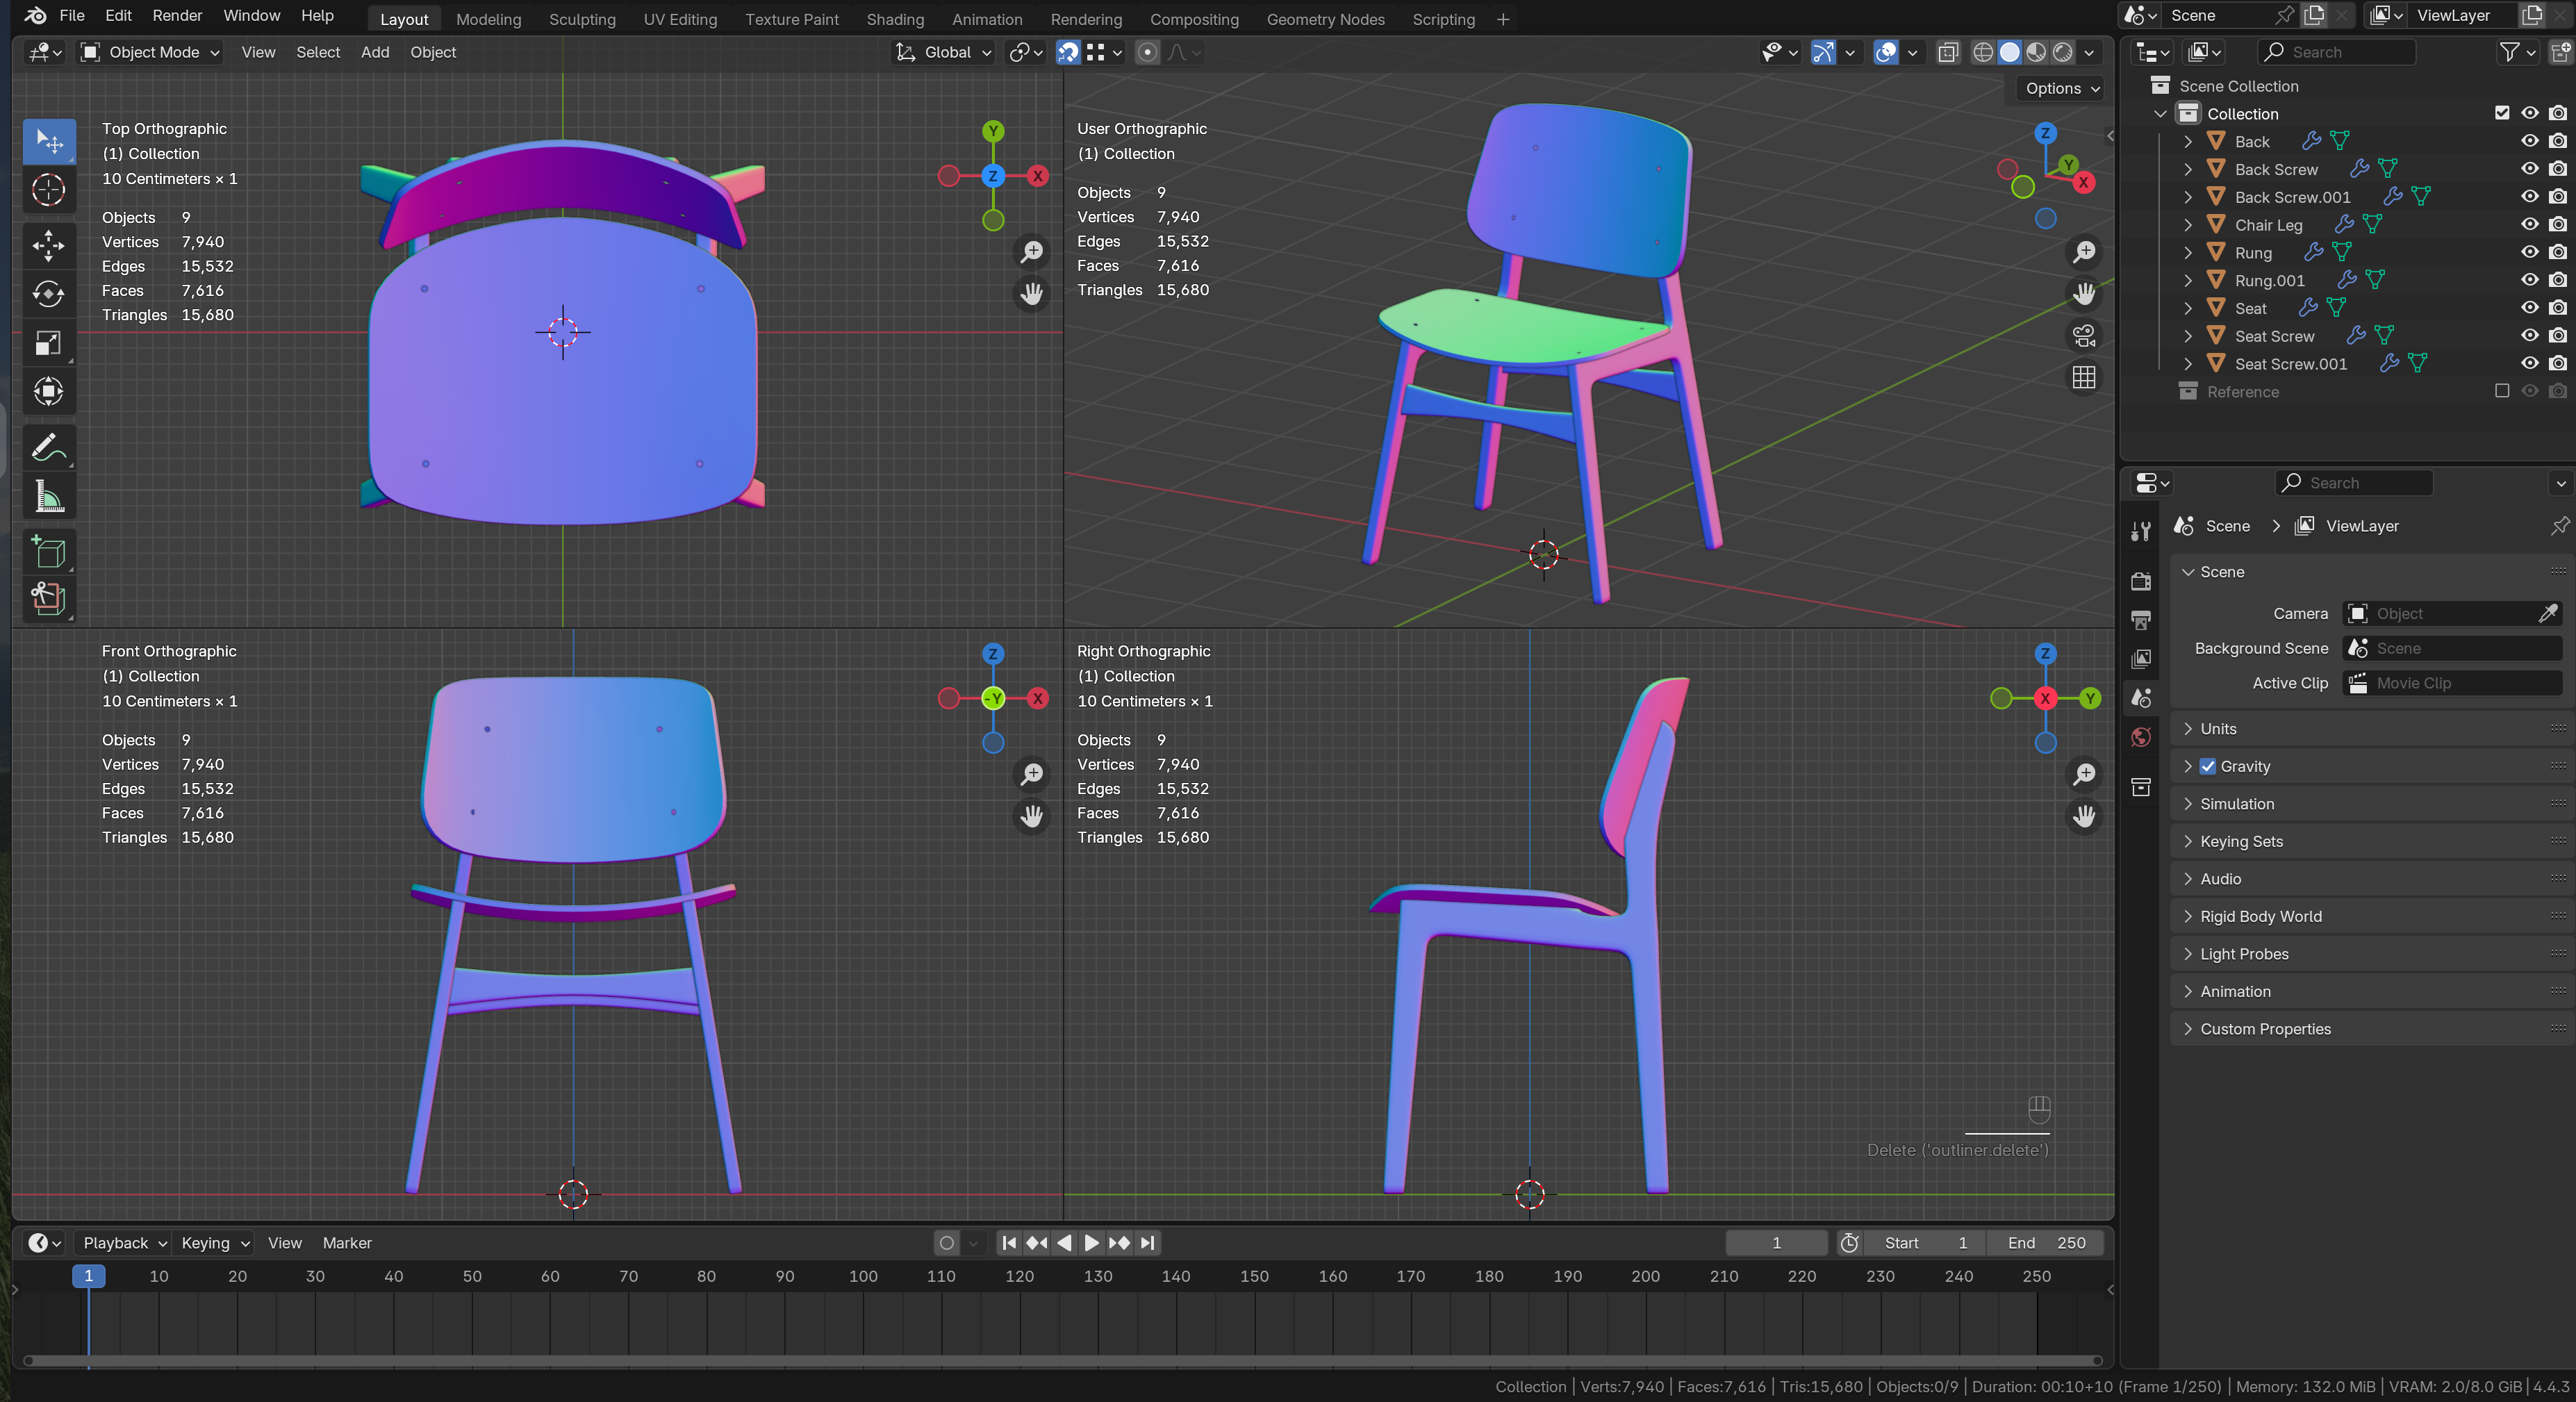 File Edit Render Window Help Layout Modeling Sculpting UV Editing Texture Paint Shading Animation Rendering Compositing Geometry Nodes Scripting + Scene ViewLayer
Object Mode View Select Add Object Global Search
Options
Top Orthographic
(1) Collection
10 Centimeters × 1
Objects 9
Vertices 7,940
Edges 15,532
Faces 7,616
Triangles 15,680
Y
Z
X
User Orthographic
(1) Collection
Objects 9
Vertices 7,940
Edges 15,532
Faces 7,616
Triangles 15,680
Z
Y
X
Front Orthographic
(1) Collection
10 Centimeters × 1
Objects 9
Vertices 7,940
Edges 15,532
Faces 7,616
Triangles 15,680
Z
-Y
X
Right Orthographic
(1) Collection
10 Centimeters × 1
Objects 9
Vertices 7,940
Edges 15,532
Faces 7,616
Triangles 15,680
Z
X
Y
Delete ('outliner.delete')
Scene Collection
Collection
Back
Back Screw
Back Screw.001
Chair Leg
Rung
Rung.001
Seat
Seat Screw
Seat Screw.001
Reference
Search
Scene > ViewLayer
Scene
Camera Object
Background Scene Scene
Active Clip Movie Clip
Units
Gravity
Simulation
Keying Sets
Audio
Rigid Body World
Light Probes
Animation
Custom Properties
Playback Keying View Marker 1 Start 1 End 250
1 10 20 30 40 50 60 70 80 90 100 110 120 130 140 150 160 170 180 190 200 210 220 230 240 250
Collection | Verts:7,940 | Faces:7,616 | Tris:15,680 | Objects:0/9 | Duration: 00:10+10 (Frame 1/250) | Memory: 132.0 MiB | VRAM: 2.0/8.0 GiB | 4.4.3